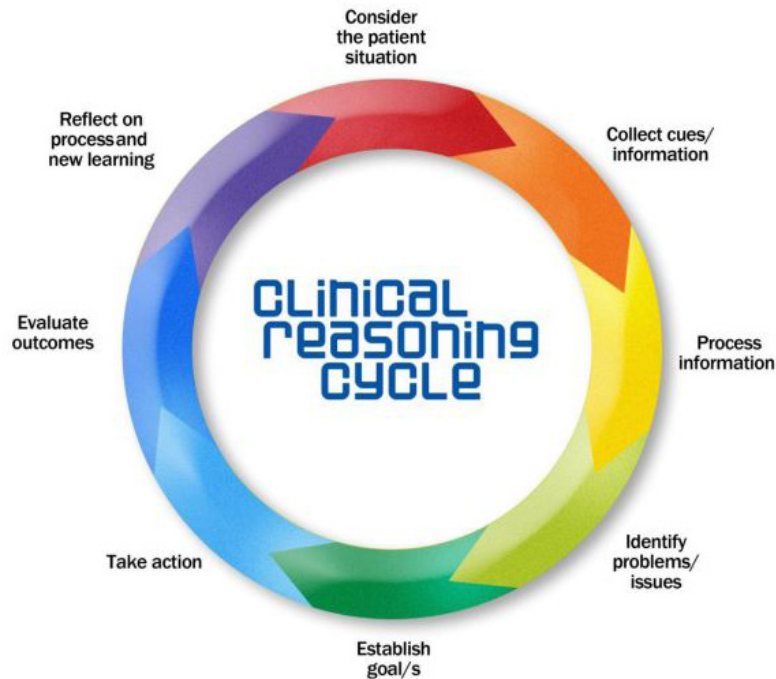 Consider
the patient
situation
Collect cues/
information
Process
information
Identify
problems/
issues
Establish
goal/s
Take action
Evaluate
outcomes
Reflect on
process and
new learning
CLiNiCAL
reasoning
CYCLe